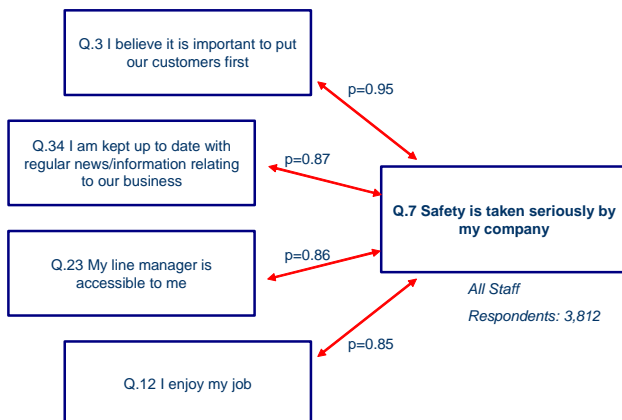 Q.3 I believe it is important to put
our customers first
p=0.95
Q.34 I am kept up to date with
regular news/information relating
to our business
p=0.87
Q.7 Safety is taken seriously by
my company
Q.23 My line manager is
accessible to me
p=0.86
All Staff
Respondents: 3,812
p=0.85
Q.12 I enjoy my job